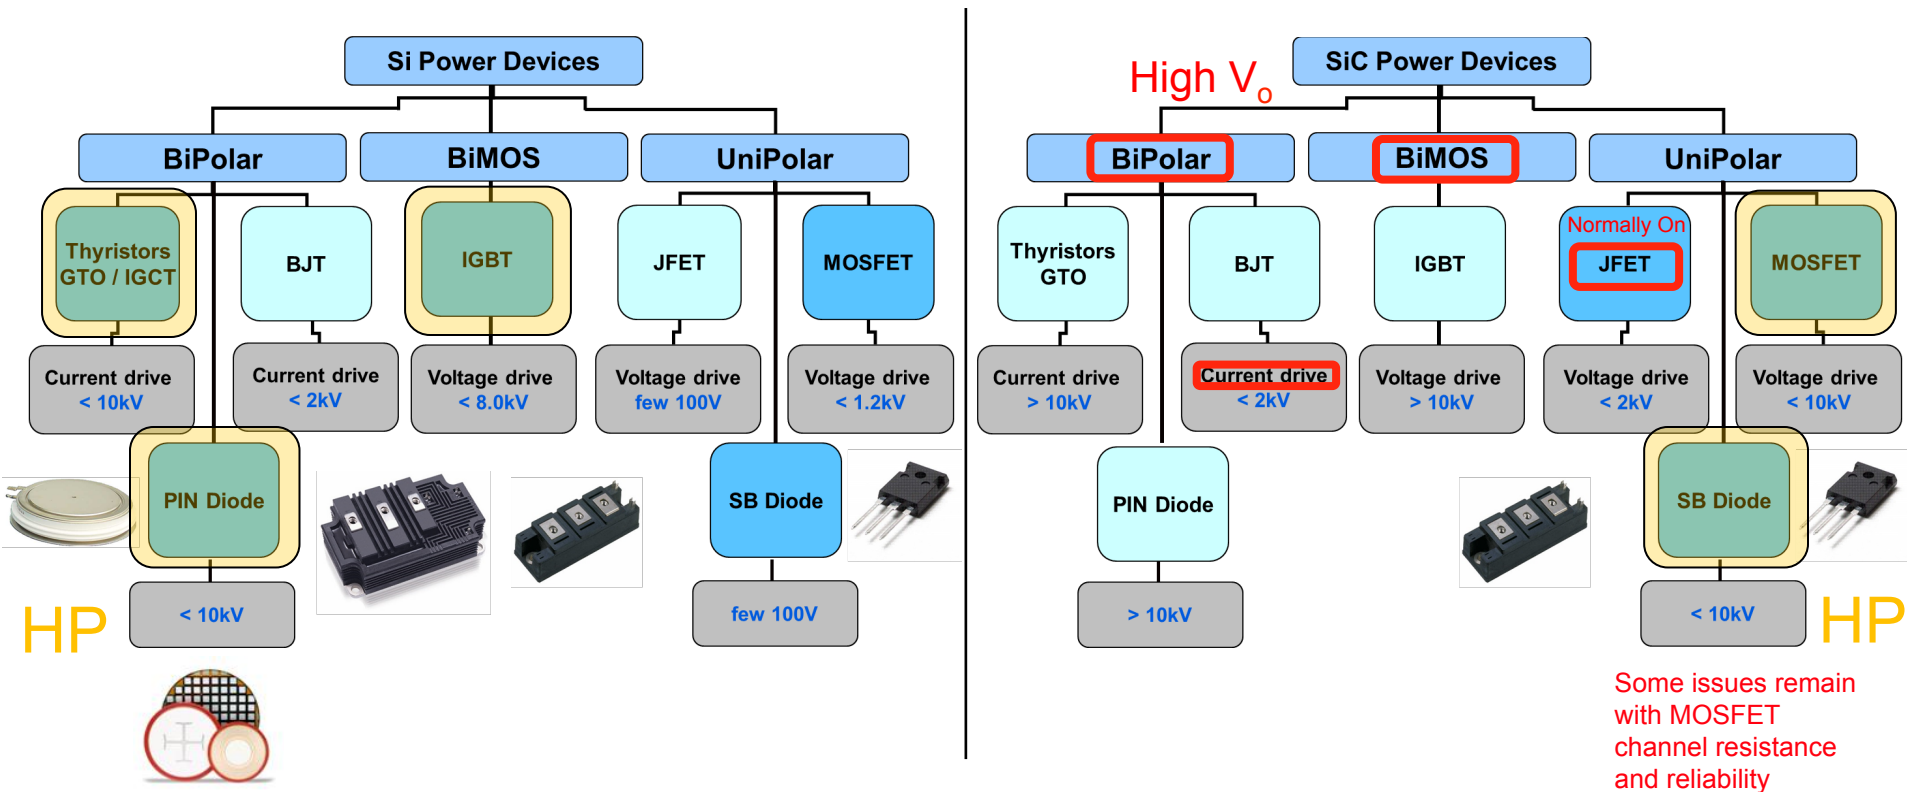 Si Power Devices
BiPolar
BiMOS
UniPolar
Thyristors
GTO / IGCT
BJT
IGBT
JFET
MOSFET
Current drive
< 10kV
Current drive
< 2kV
Voltage drive
< 8.0kV
Voltage drive
few 100V
Voltage drive
< 1.2kV
PIN Diode
SB Diode
< 10kV
few 100V
HP
SiC Power Devices
High Vo
BiPolar
BiMOS
UniPolar
Thyristors
GTO
BJT
IGBT
Normally On
JFET
MOSFET
Current drive
> 10kV
Current drive
< 2kV
Voltage drive
> 10kV
Voltage drive
< 2kV
Voltage drive
< 10kV
PIN Diode
SB Diode
> 10kV
< 10kV
HP
Some issues remain
with MOSFET
channel resistance
and reliability